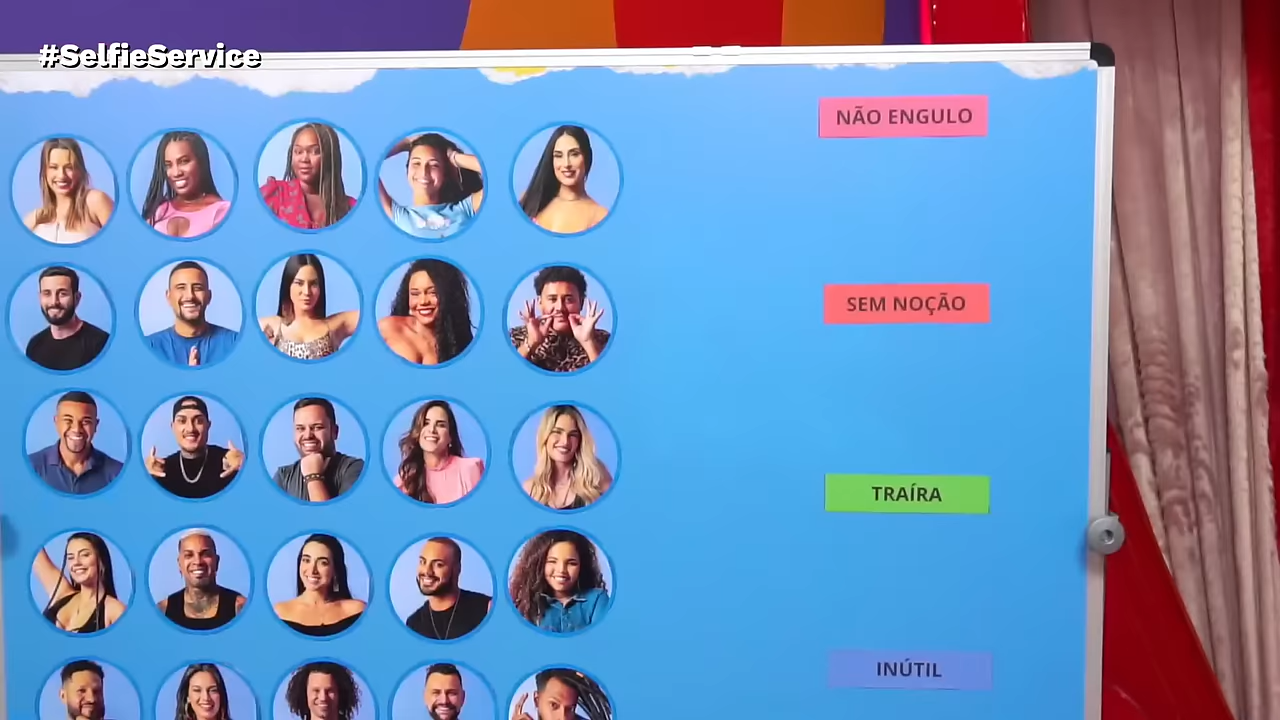 #SelfieService
NÃO ENGULO
SEM NOÇÃO
TRAÍRA
INÚTIL